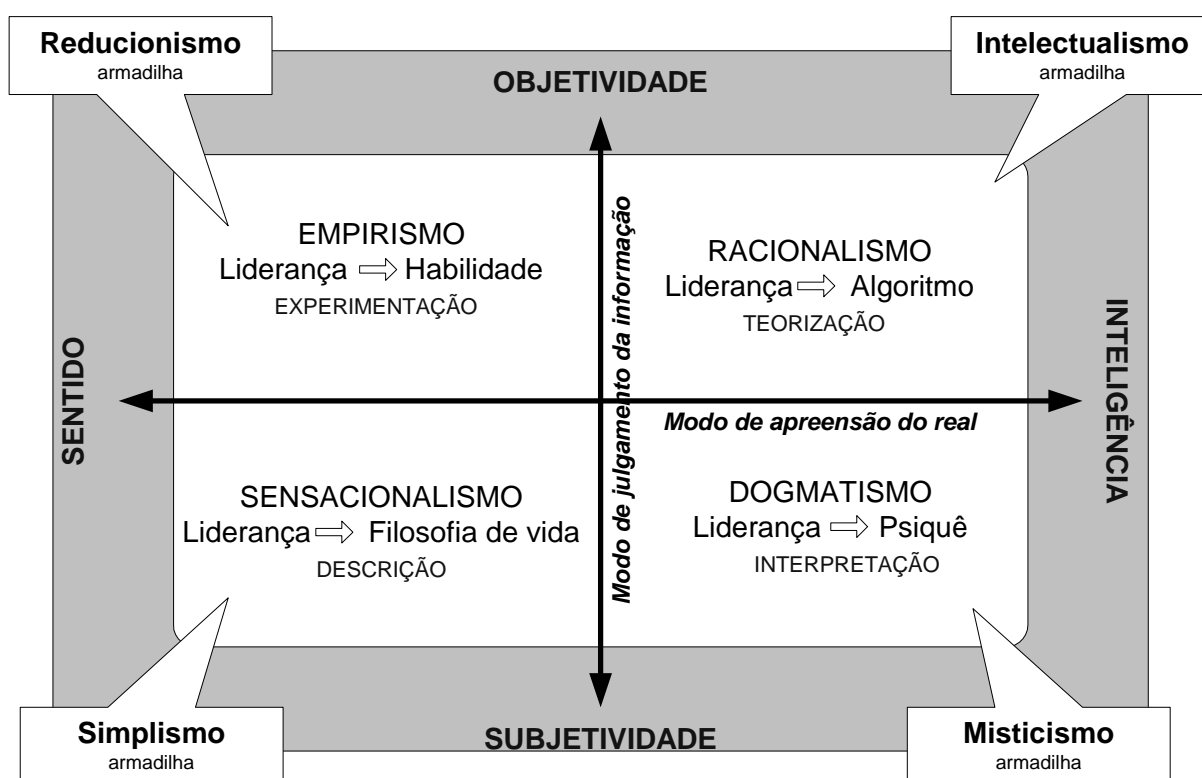 Reducionismo
armadilha
Intelectualismo
armadilha
OBJETIVIDADE
EMPIRISMO
Liderança ⇨ Habilidade
EXPERIMENTAÇÃO
RACIONALISMO
Liderança ⇨ Algoritmo
TEORIZAÇÃO
Modo de julgamento da informação
SENTIDO
INTELIGÊNCIA
Modo de apreensão do real
SENSACIONALISMO
Liderança ⇨ Filosofia de vida
DESCRIÇÃO
DOGMATISMO
Liderança ⇨ Psiquê
INTERPRETAÇÃO
Simplismo
armadilha
SUBJETIVIDADE
Misticismo
armadilha